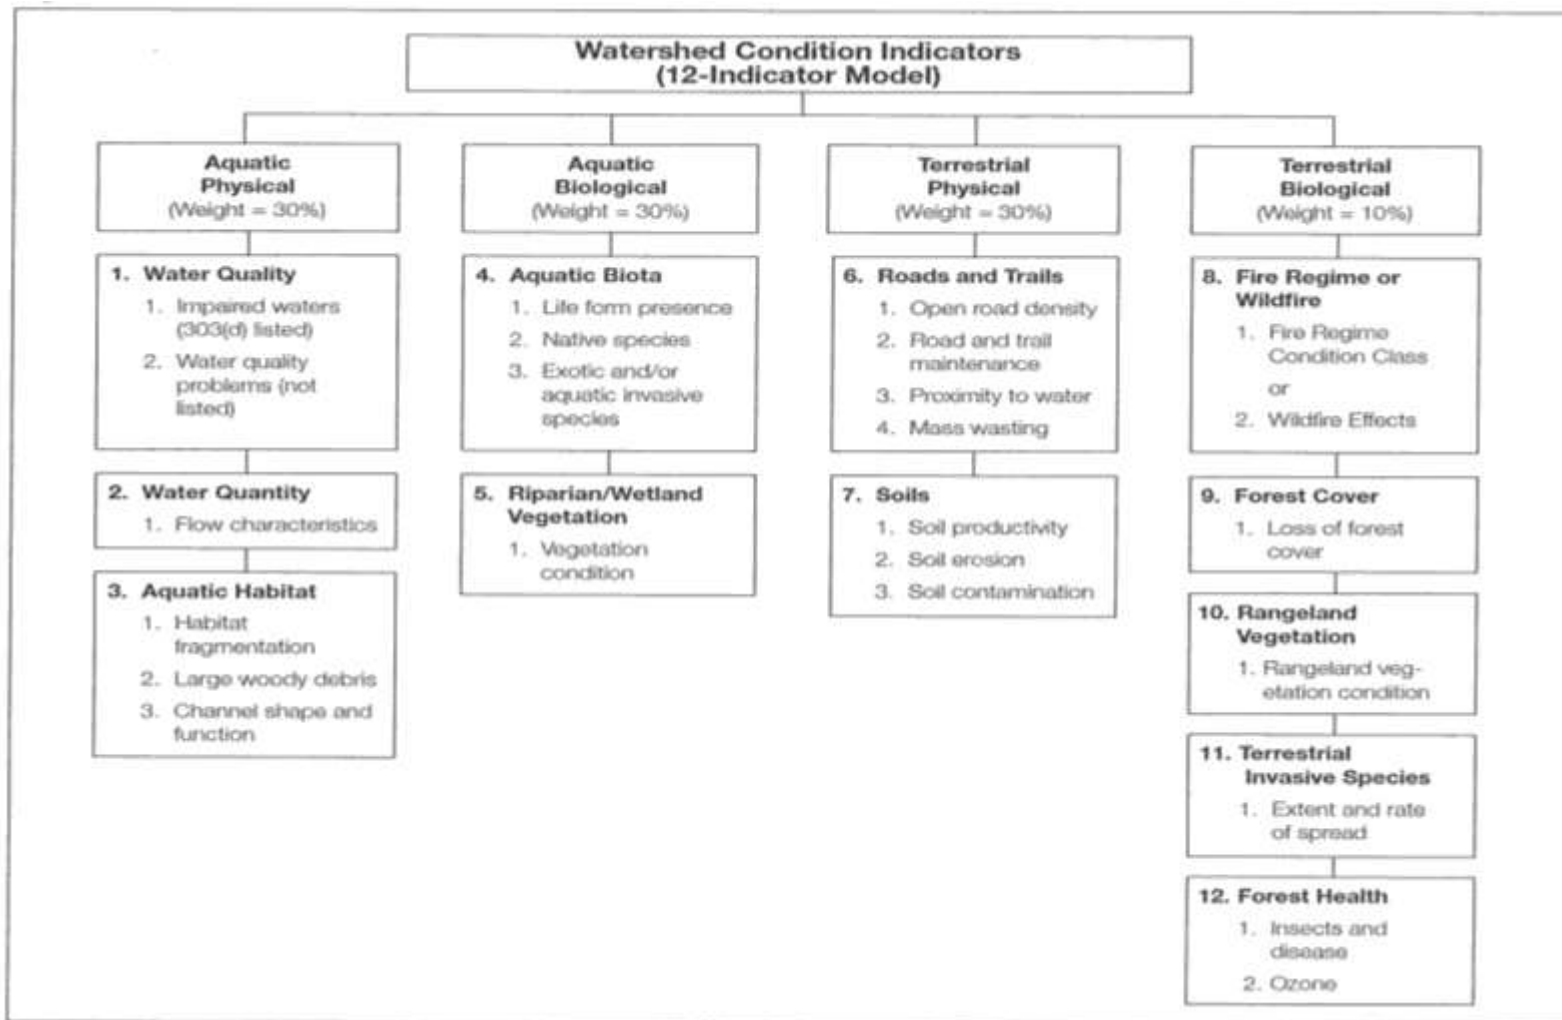 Watershed Condition Indicators
(12-Indicator Model)
Aquatic
Physical
(Weight = 30%)
1. Water Quality
1. Impaired waters
(303(d) listed)
2. Water quality
problems (not
listed)
2. Water Quantity
1. Flow characteristics
3. Aquatic Habitat
1. Habitat
fragmentation
2. Large woody debris
3. Channel shape and
function
Aquatic
Biological
(Weight = 30%)
4. Aquatic Biota
1. Life form presence
2. Native species
3. Exotic and/or
aquatic invasive
species
5. Riparian/Wetland
Vegetation
1. Vegetation
condition
Terrestrial
Physical
(Weight = 30%)
6. Roads and Trails
1. Open road density
2. Road and trail
maintenance
3. Proximity to water
4. Mass wasting
7. Soils
1. Soil productivity
2. Soil erosion
3. Soil contamination
Terrestrial
Biological
(Weight = 10%)
8. Fire Regime or
Wildfire
1. Fire Regime
Condition Class
or
2. Wildfire Effects
9. Forest Cover
1. Loss of forest
cover
10. Rangeland
Vegetation
1. Rangeland veg-
etation condition
11. Terrestrial
Invasive Species
1. Extent and rate
of spread
12. Forest Health
1. Insects and
disease
2. Ozone